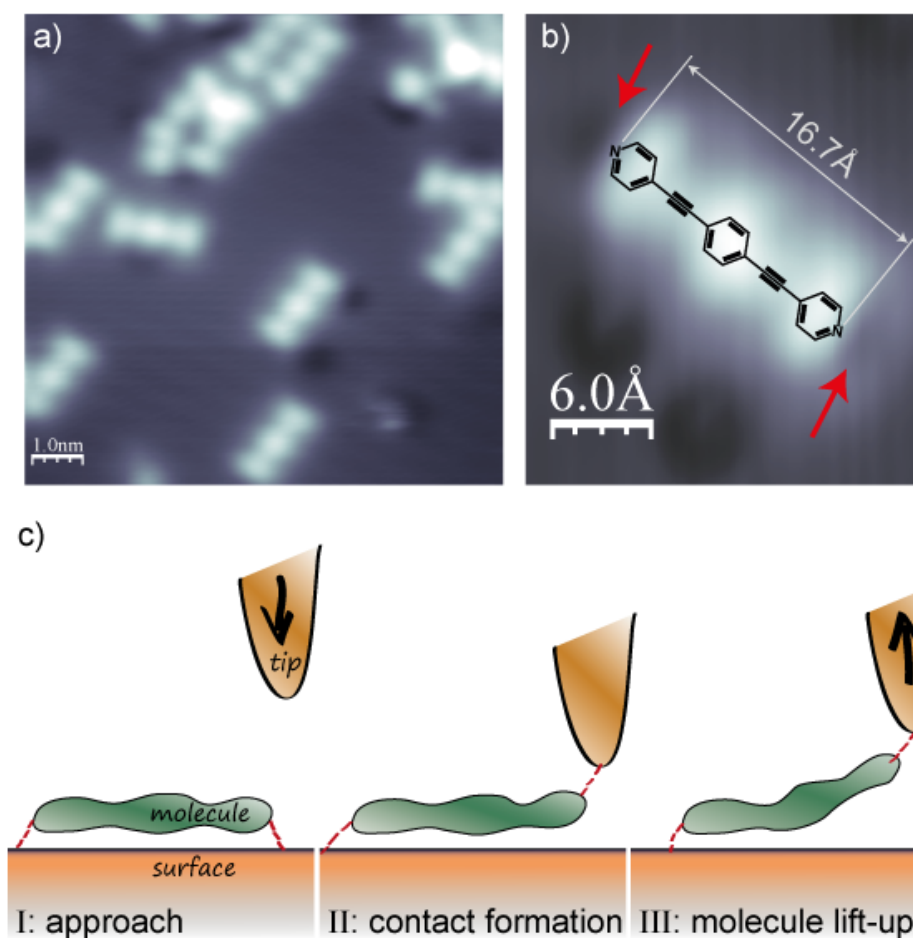 a)
1.0nm
b)
16.7Å
N
N
6.0Å
c)
tip
molecule
surface
I: approach
II: contact formation
III: molecule lift-up